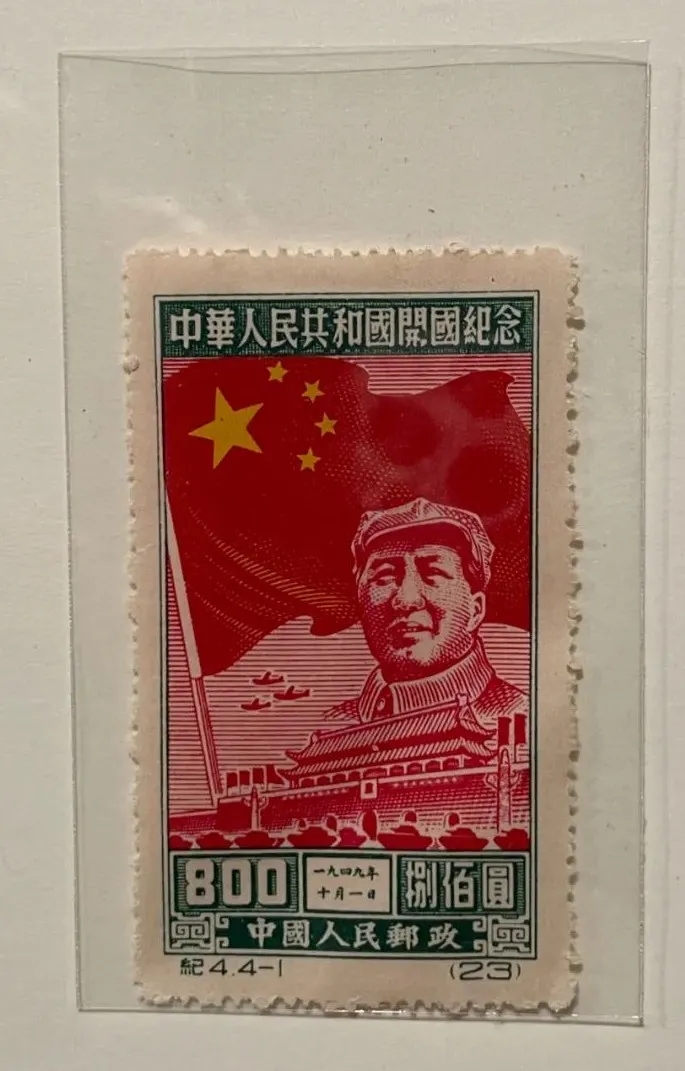 中華人民共和國開國紀念
800 一九四九年 捌佰圓
十月一日
中國人民郵政
紀4.4-1 (23)